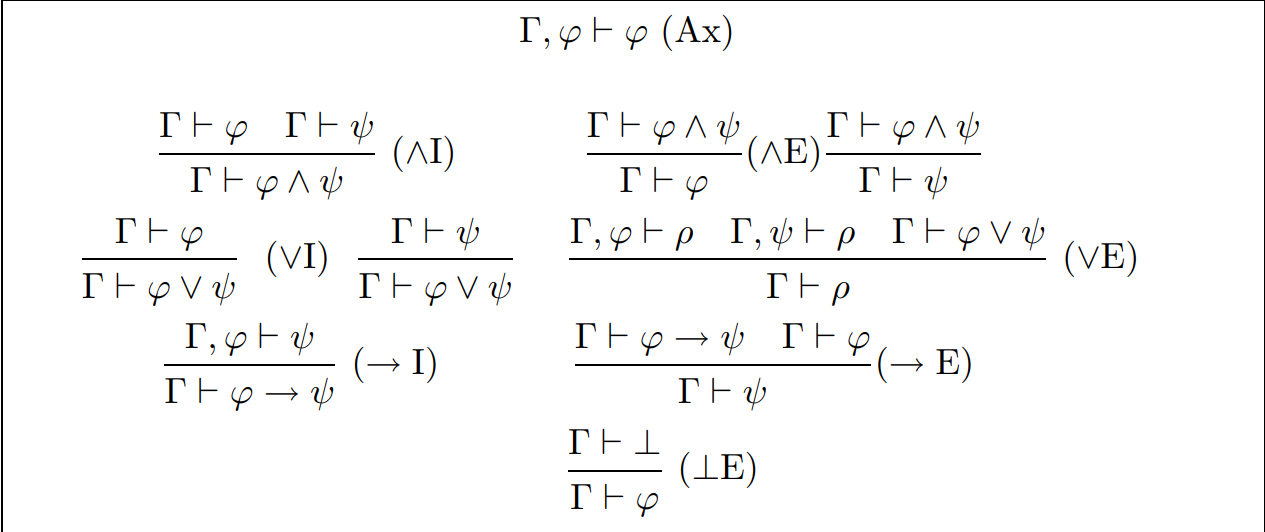 Γ, φ ⊢ φ (Ax)
Γ ⊢ φ Γ ⊢ ψ
Γ ⊢ φ ∧ ψ
(∧I)
Γ ⊢ φ ∧ ψ
Γ ⊢ φ
(∧E)
Γ ⊢ φ ∧ ψ
Γ ⊢ ψ
Γ ⊢ φ
Γ ⊢ φ ∨ ψ
(∨I)
Γ ⊢ ψ
Γ ⊢ φ ∨ ψ
Γ, φ ⊢ ρ Γ, ψ ⊢ ρ Γ ⊢ φ ∨ ψ
Γ ⊢ ρ
(∨E)
Γ, φ ⊢ ψ
Γ ⊢ φ → ψ
(→ I)
Γ ⊢ φ → ψ Γ ⊢ φ
Γ ⊢ ψ
(→ E)
Γ ⊢ ⊥
Γ ⊢ φ
(⊥E)